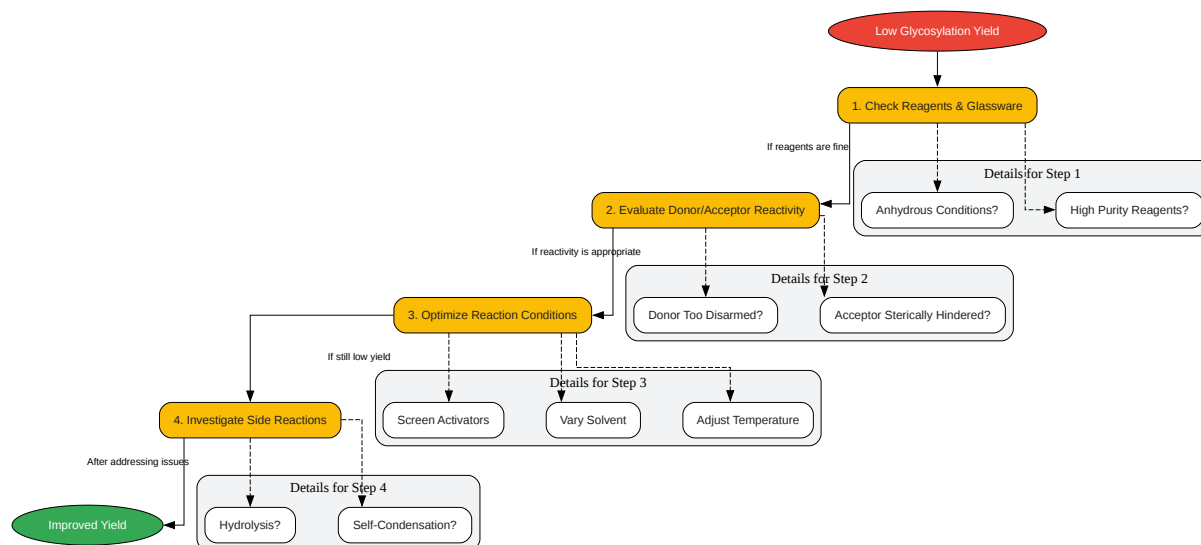 Low Glycosylation Yield
1. Check Reagents & Glassware
If reagents are fine
Details for Step 1
Anhydrous Conditions?
High Purity Reagents?
2. Evaluate Donor/Acceptor Reactivity
If reactivity is appropriate
Details for Step 2
Donor Too Disarmed?
Acceptor Sterically Hindered?
3. Optimize Reaction Conditions
If still low yield
Details for Step 3
Screen Activators
Vary Solvent
Adjust Temperature
4. Investigate Side Reactions
After addressing issues
Details for Step 4
Hydrolysis?
Self-Condensation?
Improved Yield